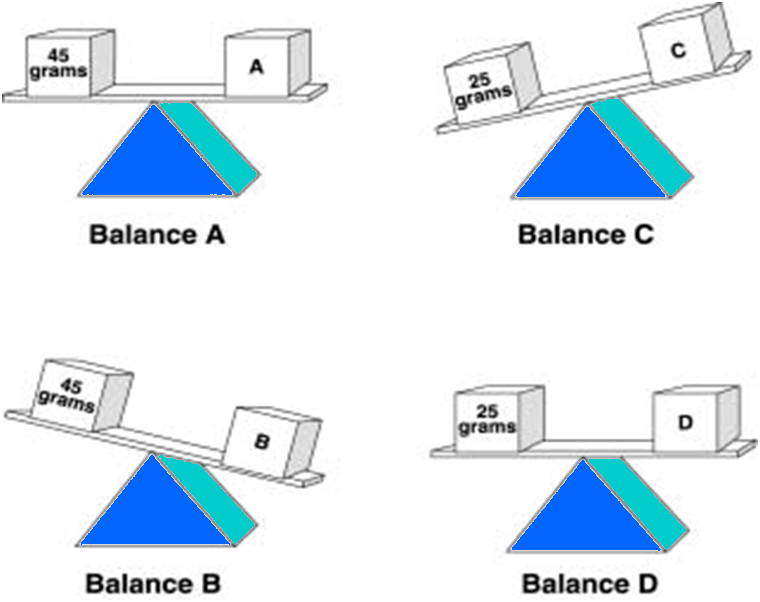 45
grams
A
Balance A
25
grams
C
Balance C
45
grams
B
Balance B
25
grams
D
Balance D